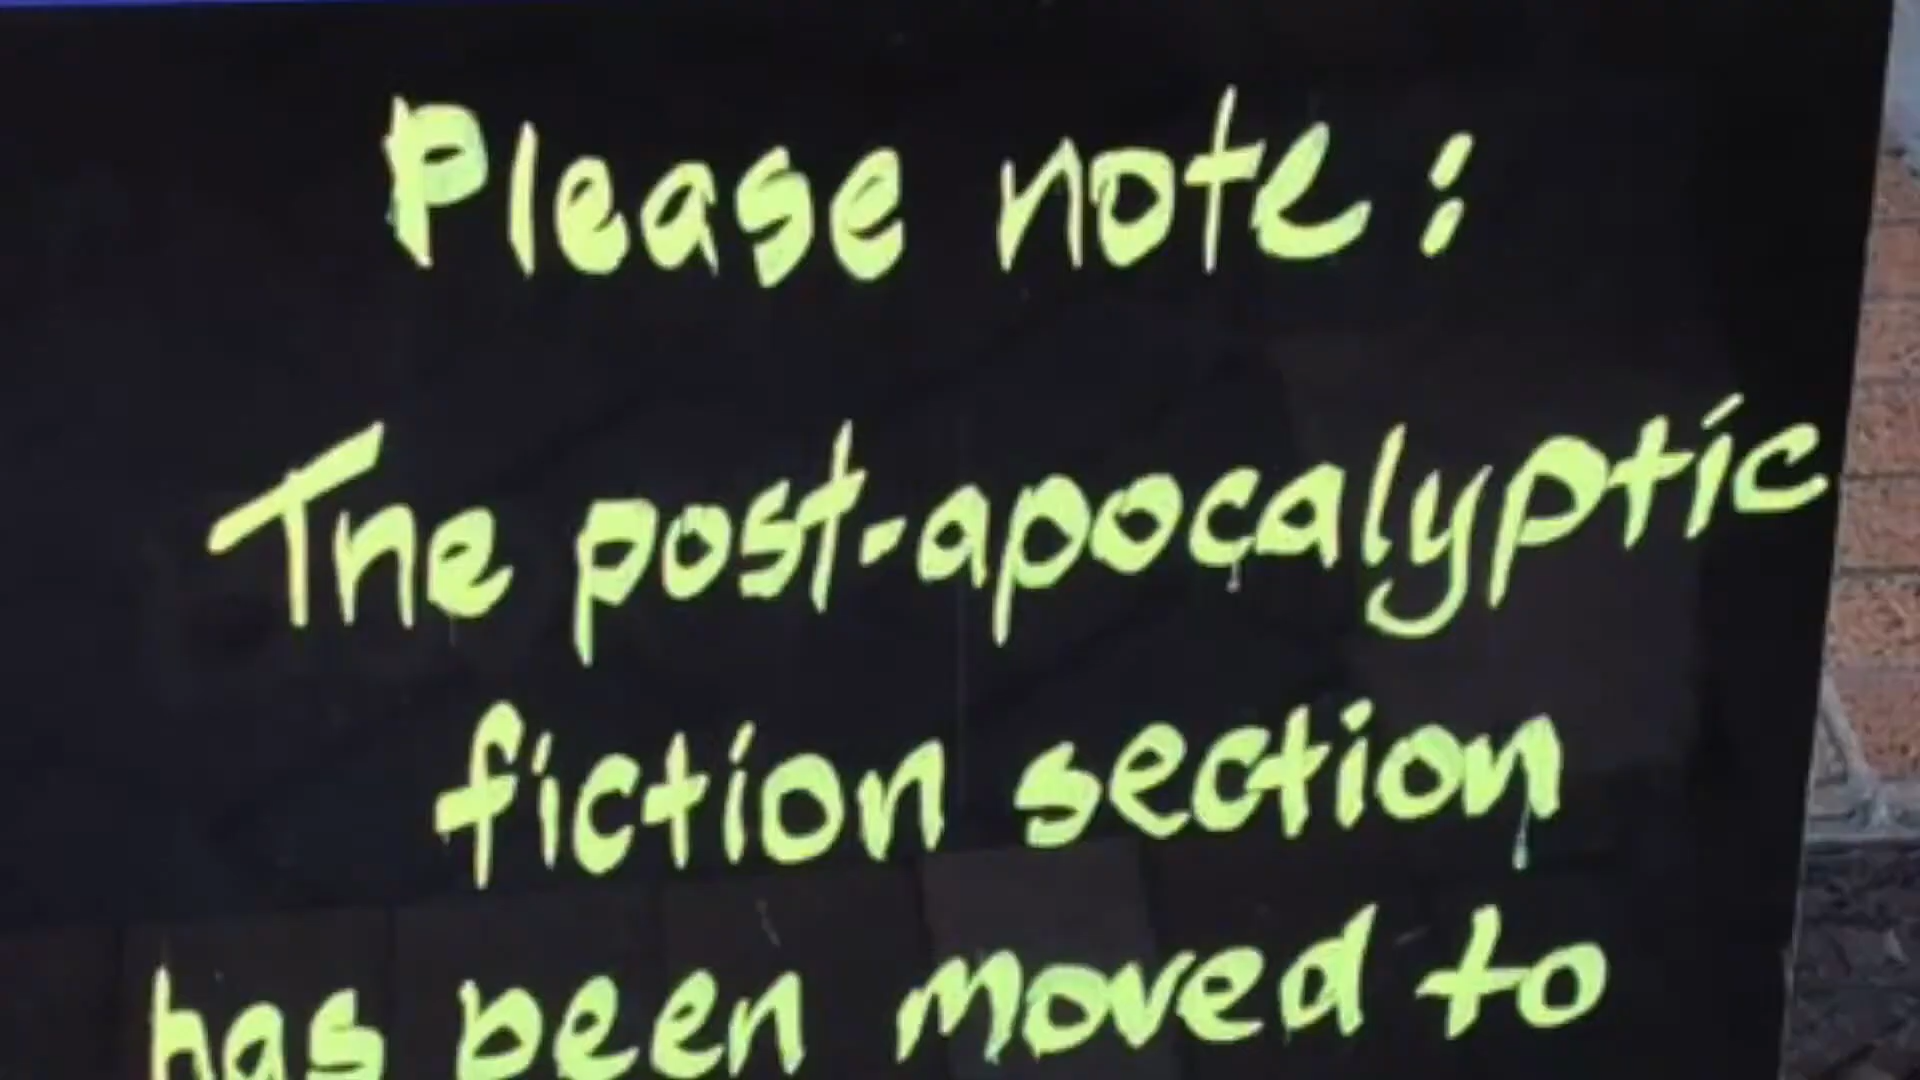 Please note:
The post-apocalyptic
fiction section
has been moved to